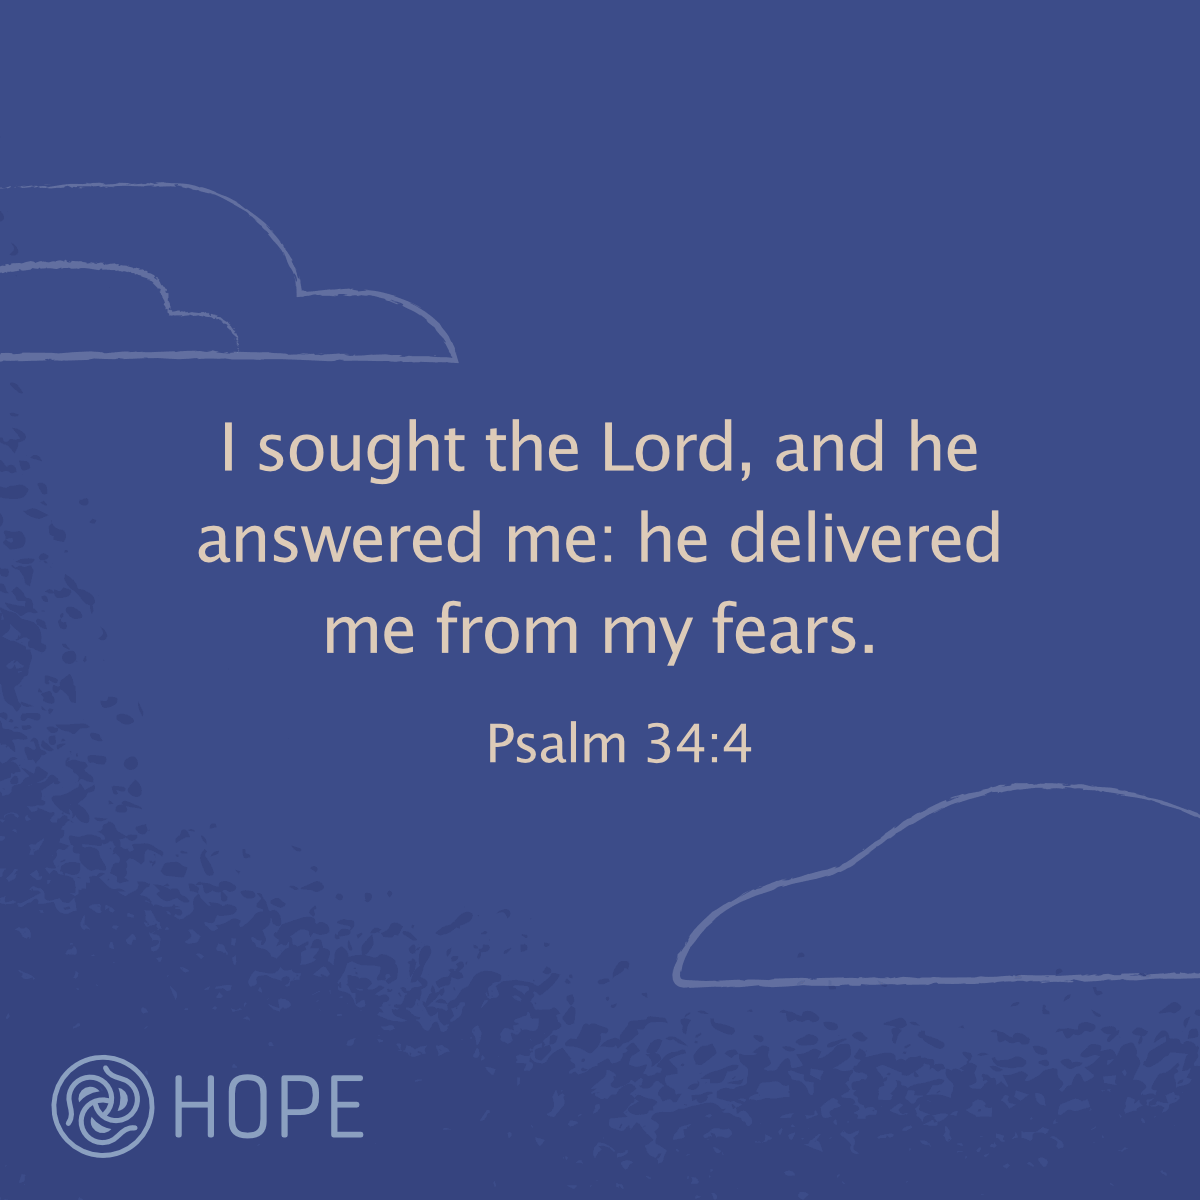 I sought the Lord, and he
answered me: he delivered
me from my fears.
Psalm 34:4
HOPE